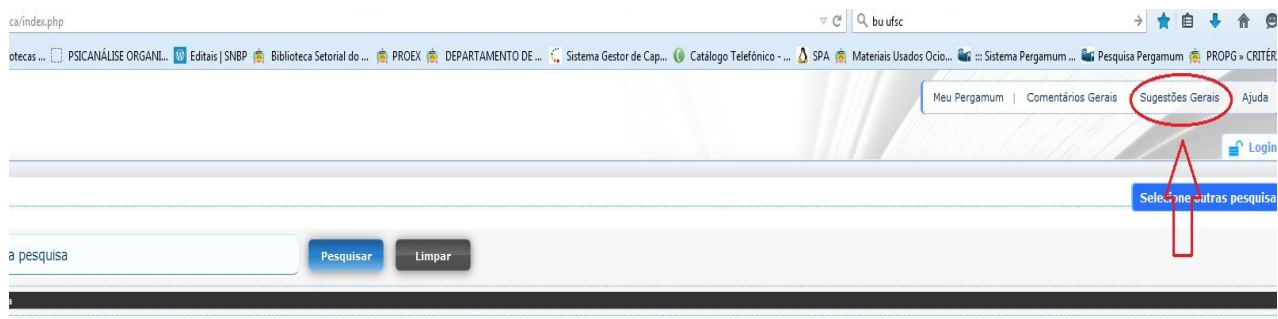 ca/index.php
bu ufsc
otecas ... PSICANÁLISE ORGANI... Editais | SNBP Biblioteca Setorial do ... PROEX DEPARTAMENTO DE ... Sistema Gestor de Cap... Catálogo Telefônico - ... SPA Materiais Usados Ocio... ::: Sistema Pergamum ... Pesquisa Pergamum PROPG » CRITÉR
Meu Pergamum | Comentários Gerais Sugestões Gerais Ajuda
Login
Selecione outras pesquisa
a pesquisa Pesquisar Limpar